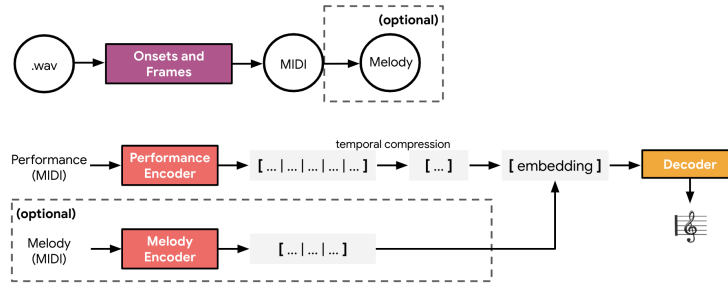 (optional)
.wav
Onsets and
Frames
MIDI
Melody
temporal compression
Performance
(MIDI)
Performance
Encoder
[ ... | ... | ... | ... | ... ]
[ ... ]
[ embedding ]
Decoder
(optional)
Melody
(MIDI)
Melody
Encoder
[ ... | ... | ... ]